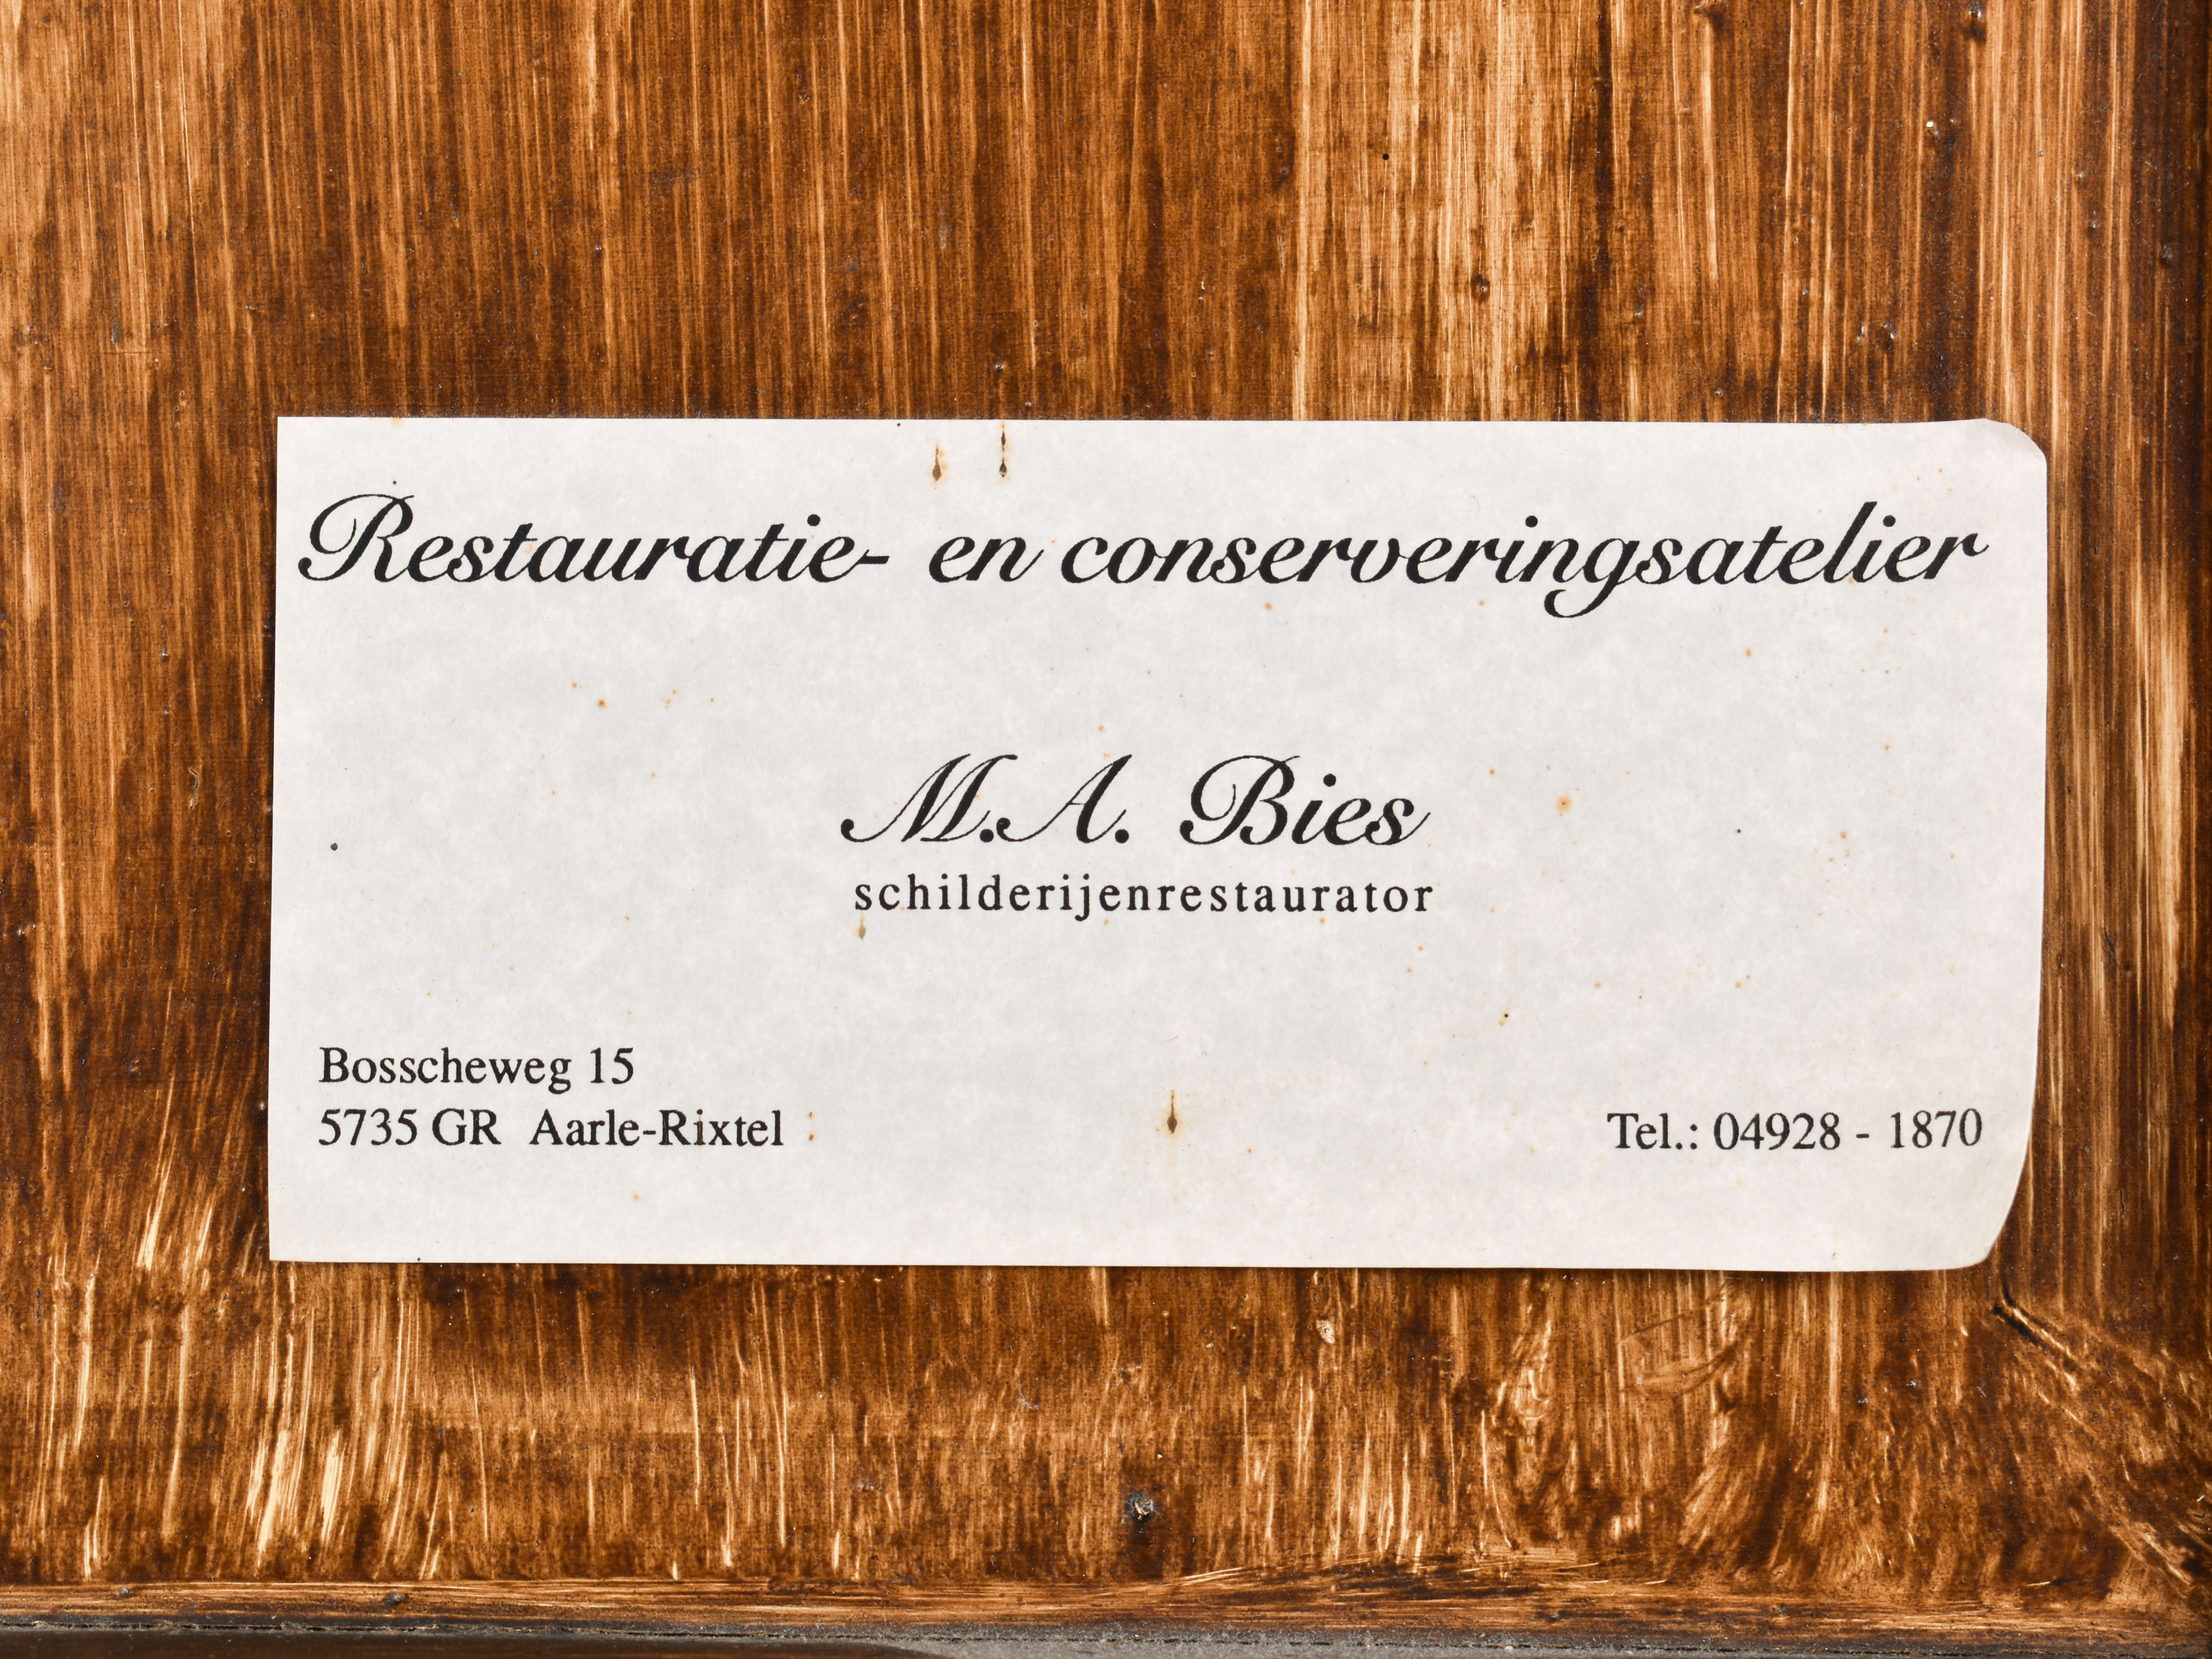 Restauratie- en conserveringsatelier
M.A. Bies
schilderijenrestaurator
Bosscheweg 15
5735 GR Aarle-Rixtel
Tel.: 04928 - 1870